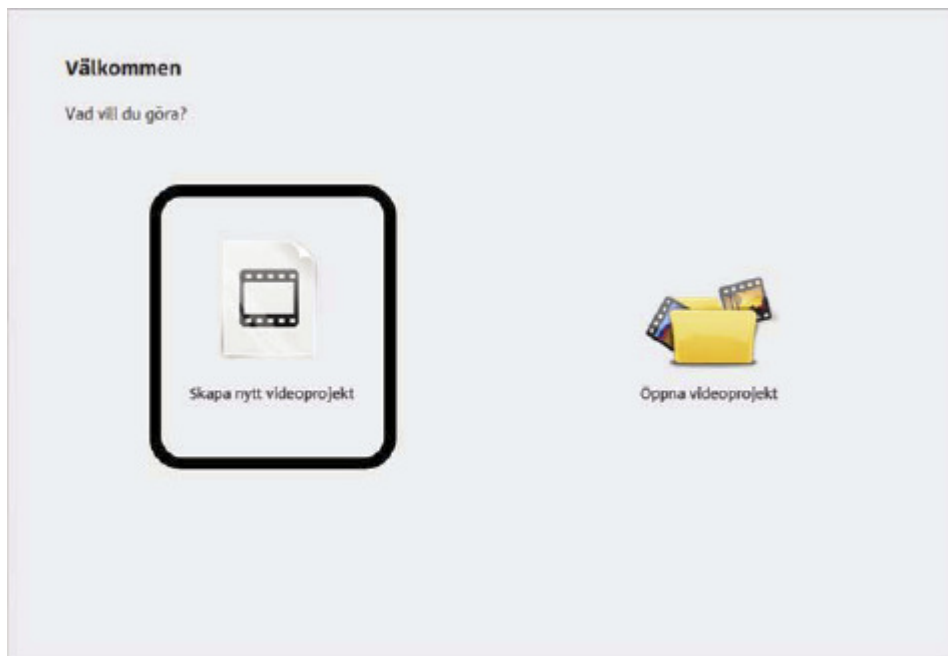 Välkommen
Vad vill du göra?
Skapa nytt videoprojekt
Öppna videoprojekt